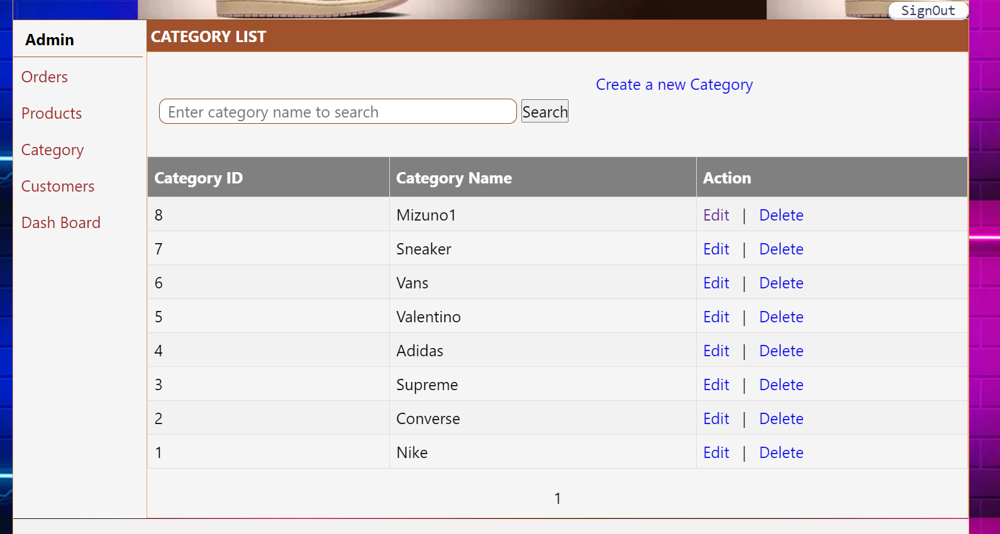 SignOut
Admin
Orders
Products
Category
Customers
Dash Board
CATEGORY LIST
Create a new Category
Enter category name to search Search
Category ID Category Name Action
8 Mizuno1 Edit | Delete
7 Sneaker Edit | Delete
6 Vans Edit | Delete
5 Valentino Edit | Delete
4 Adidas Edit | Delete
3 Supreme Edit | Delete
2 Converse Edit | Delete
1 Nike Edit | Delete
1